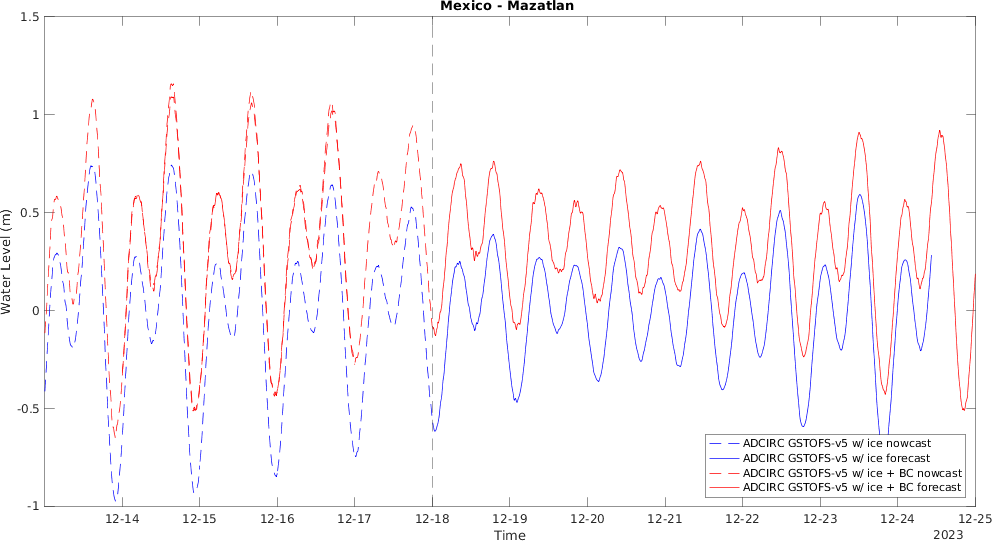 Mexico - Mazatlan
1.5
1
0.5
0
-0.5
-1
Water Level (m)
12-14 12-15 12-16 12-17 12-18 12-19 12-20 12-21 12-22 12-23 12-24 12-25
Time
2023
ADCIRC GSTOFS-v5 w/ ice nowcast
ADCIRC GSTOFS-v5 w/ ice forecast
ADCIRC GSTOFS-v5 w/ ice + BC nowcast
ADCIRC GSTOFS-v5 w/ ice + BC forecast